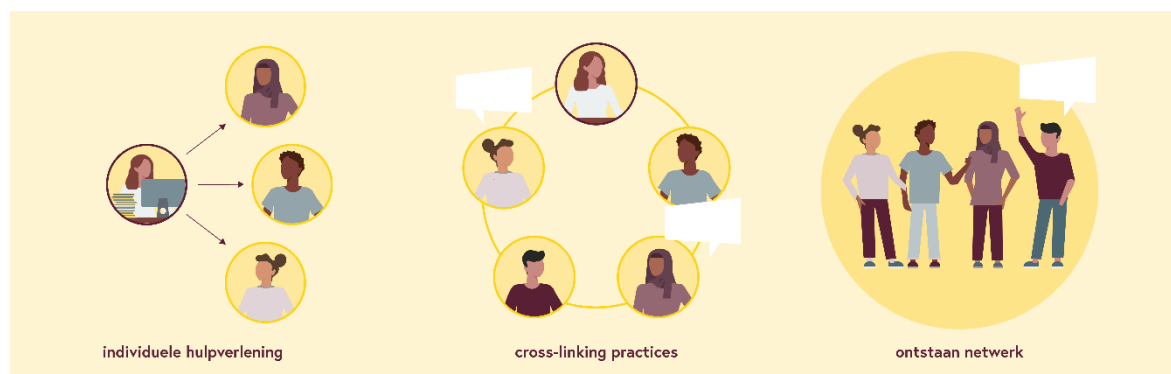 individuele hulpverlening
cross-linking practices
ontstaan netwerk